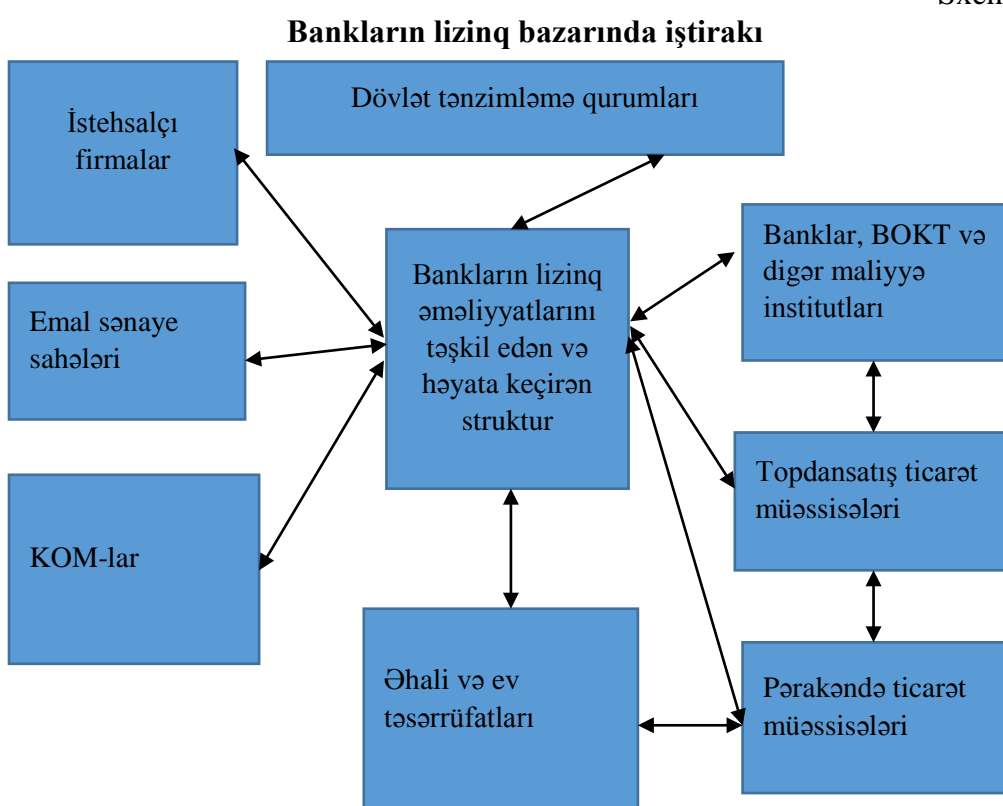 Bankların lizinq bazarında iştirakı
İstehsalçı
firmalar
Dövlət tənzimləmə qurumları
Bankların lizinq
əməliyyatlarını
təşkil edən və
həyata keçirən
struktur
Banklar, BOKT və
digər maliyyə
institutları
Emal sənaye
sahələri
Topdansatış ticarət
müəssisələri
KOM-lar
Əhali və ev
təsərrüfatları
Pərakəndə ticarət
müəssisələri